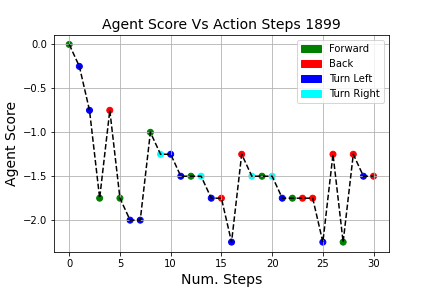 Agent Score Vs Action Steps 1899
Forward
Back
Turn Left
Turn Right
Agent Score
0.0
−0.5
−1.0
−1.5
−2.0
0 5 10 15 20 25 30
Num. Steps